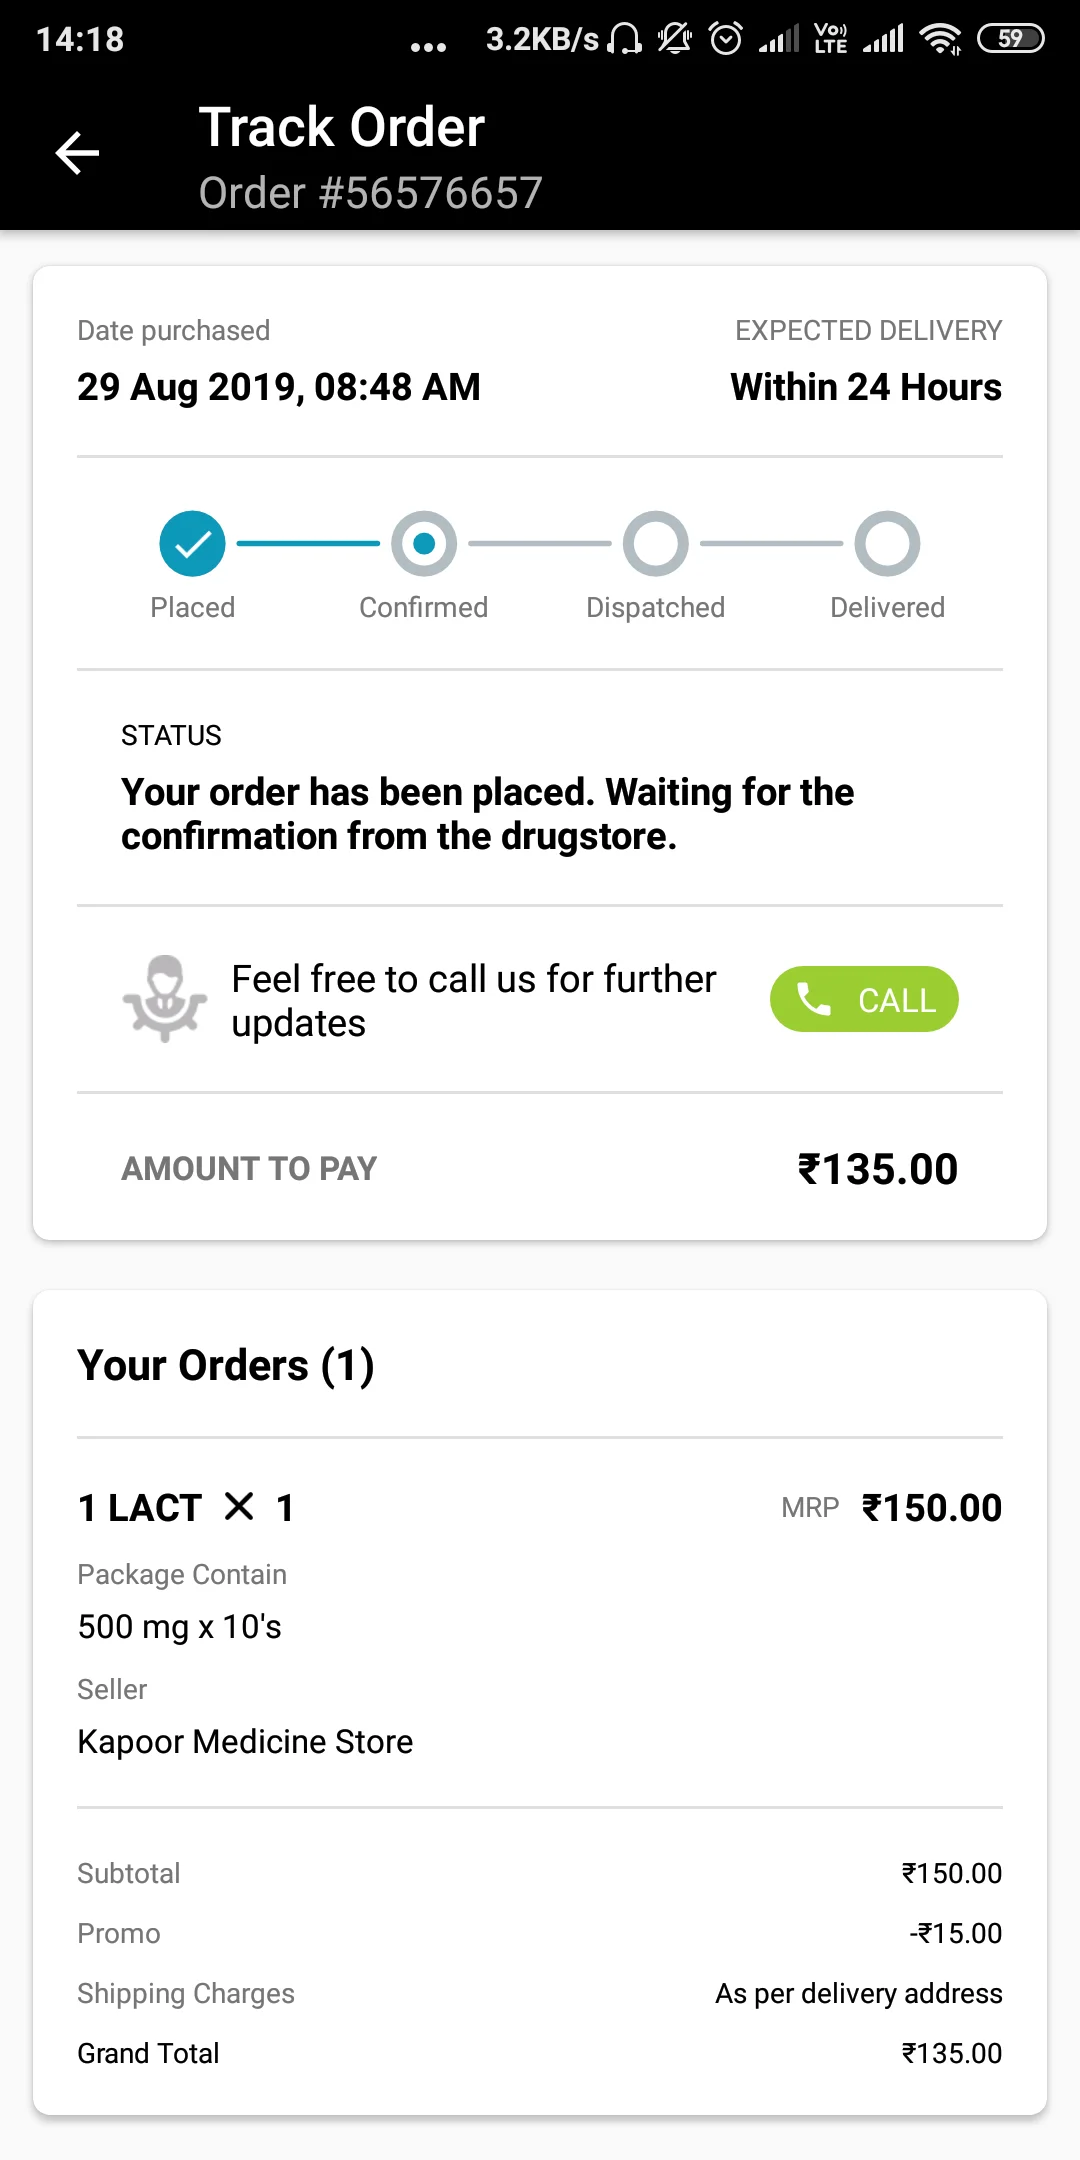 14:18
... 3.2KB/s Vo)) LTE 59
Track Order
Order #56576657
Date purchased
EXPECTED DELIVERY
29 Aug 2019, 08:48 AM
Within 24 Hours
Placed
Confirmed
Dispatched
Delivered
STATUS
Your order has been placed. Waiting for the
confirmation from the drugstore.
Feel free to call us for further
updates
CALL
AMOUNT TO PAY
₹135.00
Your Orders (1)
1 LACT ✕ 1
MRP ₹150.00
Package Contain
500 mg x 10's
Seller
Kapoor Medicine Store
Subtotal
₹150.00
Promo
-₹15.00
Shipping Charges
As per delivery address
Grand Total
₹135.00